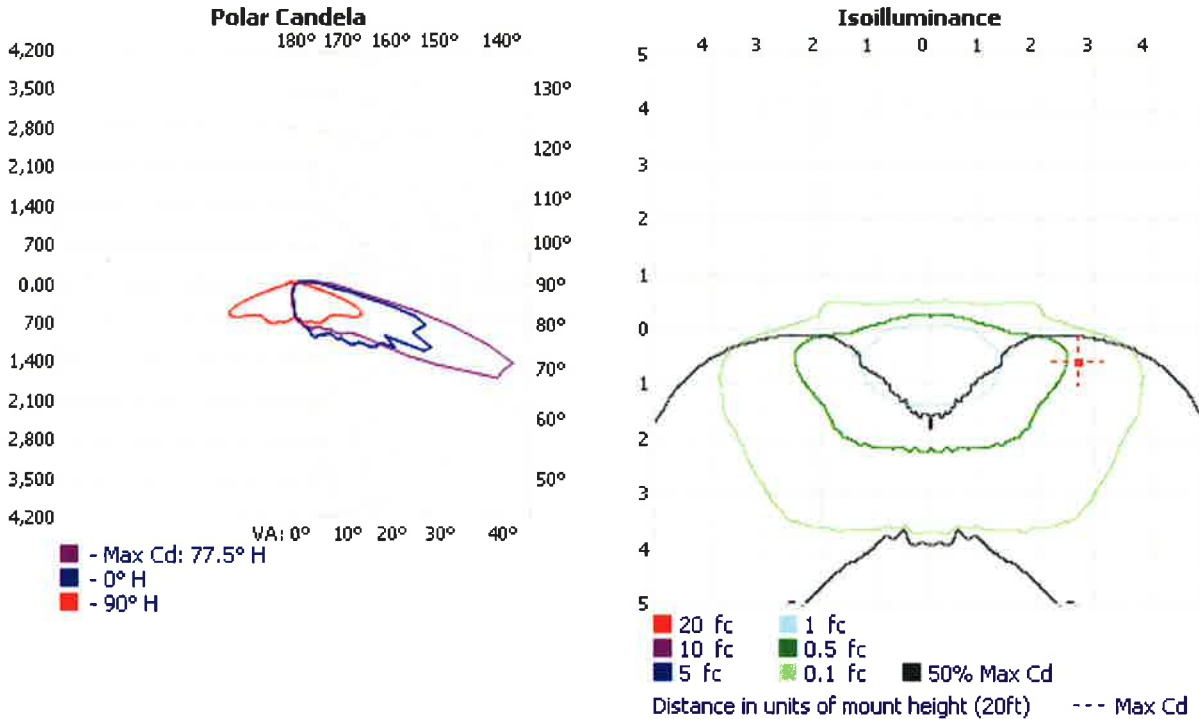 Polar Candela
180° 170° 160° 150° 140°
4,200
3,500
2,800
2,100
1,400
700
0.00
700
1,400
2,100
2,800
3,500
4,200
130°
120°
110°
100°
90°
80°
70°
60°
50°
VA: 0° 10° 20° 30° 40°
- Max Cd: 77.5° H
- 0° H
- 90° H
Isoilluminance
4 3 2 1 0 1 2 3 4
5
4
3
2
1
0
1
2
3
4
5
20 fc 1 fc
10 fc 0.5 fc
5 fc 0.1 fc 50% Max Cd
Distance in units of mount height (20ft) --- Max Cd